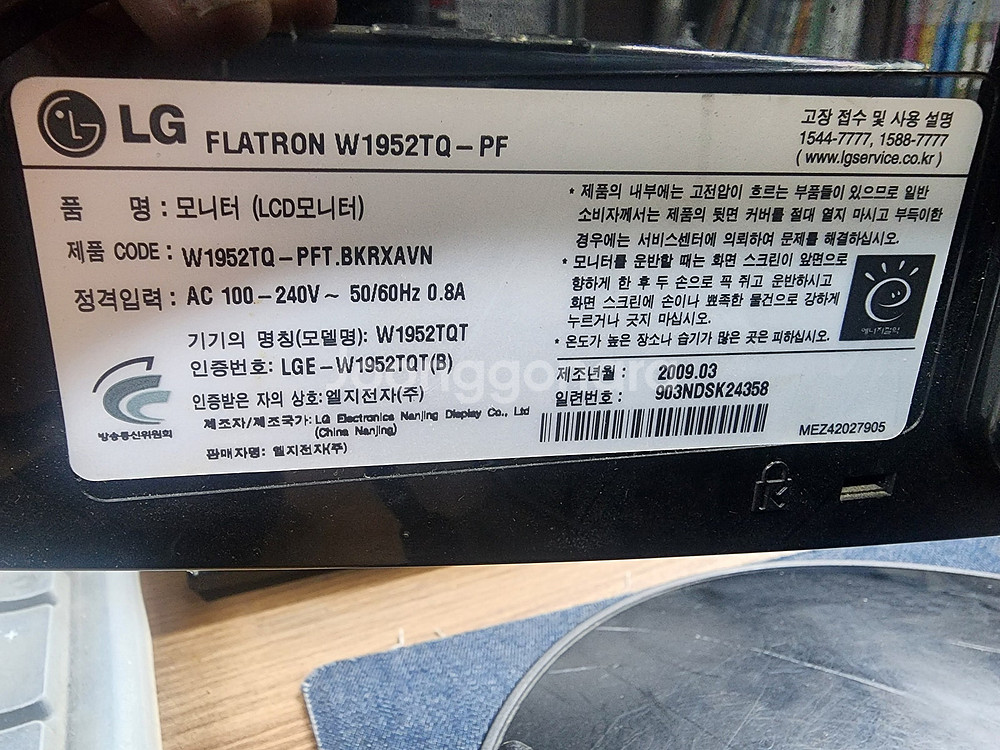 LG FLATRON W1952TQ-PF
고장 접수 및 사용 설명
1544-7777, 1588-7777
( www.lgservice.co.kr )
품 명 : 모니터 (LCD모니터)
제품 CODE : W1952TQ-PFT.BKRXAVN
정격입력 : AC 100-240V~ 50/60Hz 0.8A
기기의 명칭(모델명): W1952TQT
인증번호: LGE-W1952TQT(B)
인증받은 자의 상호: 엘지전자(주)
제조자/제조국가: LG Electronics Nanjing Display Co., Ltd
(China Nanjing)
판매자명: 엘지전자(주)
방송통신위원회
* 제품의 내부에는 고전압이 흐르는 부품들이 있으므로 일반
소비자께서는 제품의 뒷면 커버를 절대 열지 마시고 부득이한
경우에는 서비스센터에 의뢰하여 문제를 해결하십시오.
* 모니터를 운반할 때는 화면 스크린이 앞면으로
향하게 한 후 두 손으로 꼭 쥐고 운반하시고
화면 스크린에 손이나 뾰족한 물건으로 강하게
누르거나 긋지 마십시오.
* 온도가 높은 장소나 습기가 많은 곳은 피하십시오.
에너지절약
제조년월 : 2009.03
일련번호 : 903NDSK24358
MEZ42027905